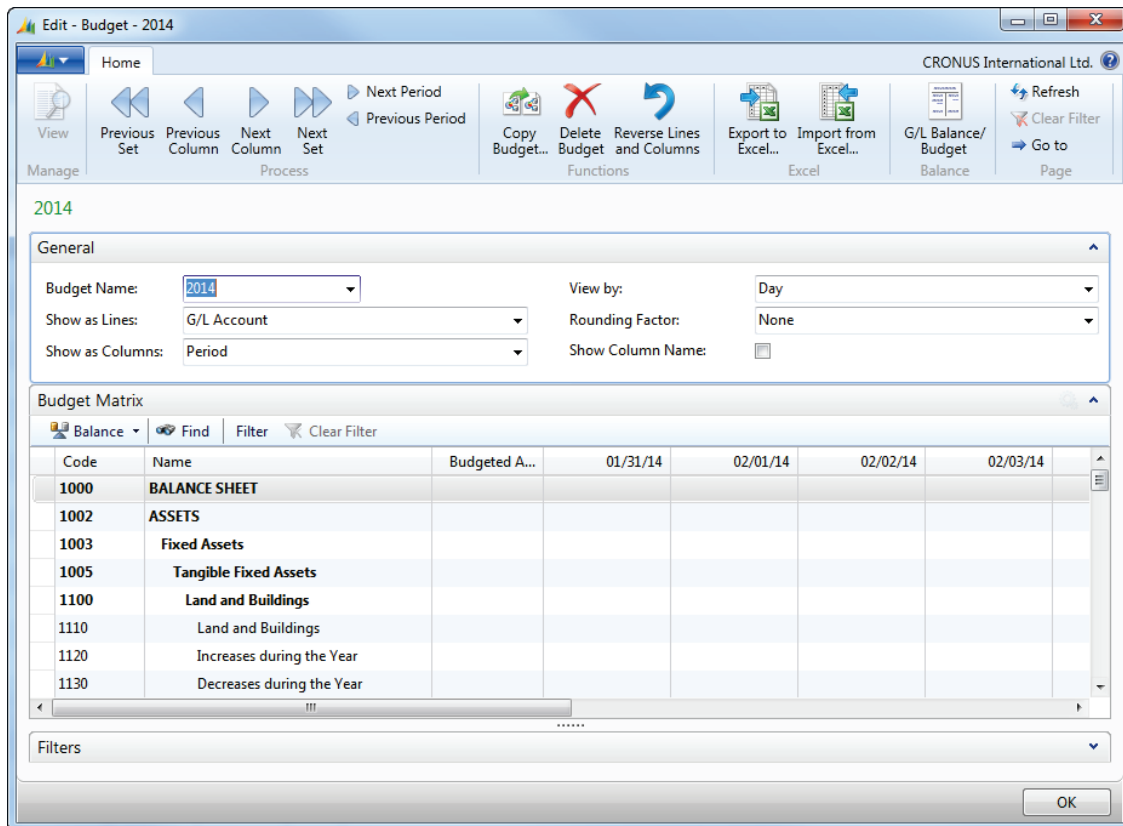 Edit - Budget - 2014
Home
CRONUS International Ltd.
View
Previous Set
Previous Column
Next Column
Next Set
Next Period
Previous Period
Copy Budget...
Delete Budget
Reverse Lines and Columns
Export to Excel...
Import from Excel...
G/L Balance/ Budget
Refresh
Clear Filter
Go to
Manage
Process
Functions
Excel
Balance
Page
2014
General
Budget Name: 2014
View by: Day
Show as Lines: G/L Account
Rounding Factor: None
Show as Columns: Period
Show Column Name:
Budget Matrix
Balance Find Filter Clear Filter
Code Name Budgeted A... 01/31/14 02/01/14 02/02/14 02/03/14
1000 BALANCE SHEET
1002 ASSETS
1003 Fixed Assets
1005 Tangible Fixed Assets
1100 Land and Buildings
1110 Land and Buildings
1120 Increases during the Year
1130 Decreases during the Year
Filters
OK